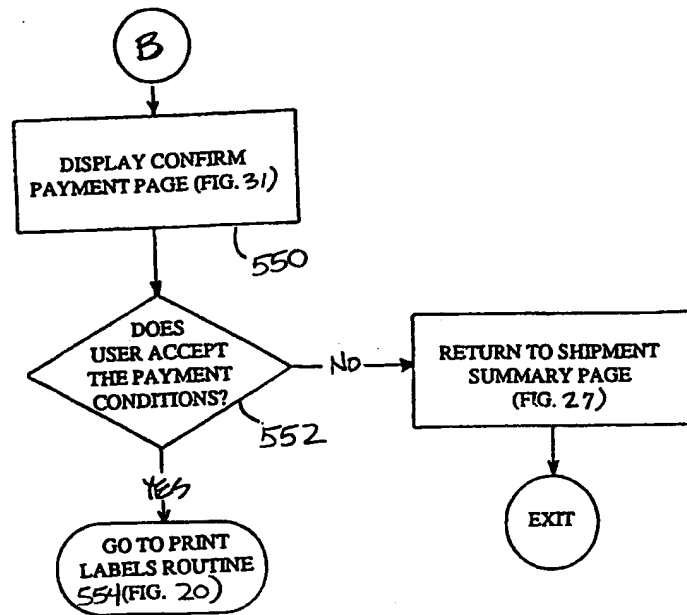 B
DISPLAY CONFIRM
PAYMENT PAGE (FIG. 31)
550
DOES
USER ACCEPT
THE PAYMENT
CONDITIONS?
552
NO
RETURN TO SHIPMENT
SUMMARY PAGE
(FIG. 27)
EXIT
YES
GO TO PRINT
LABELS ROUTINE
554 (FIG. 20)